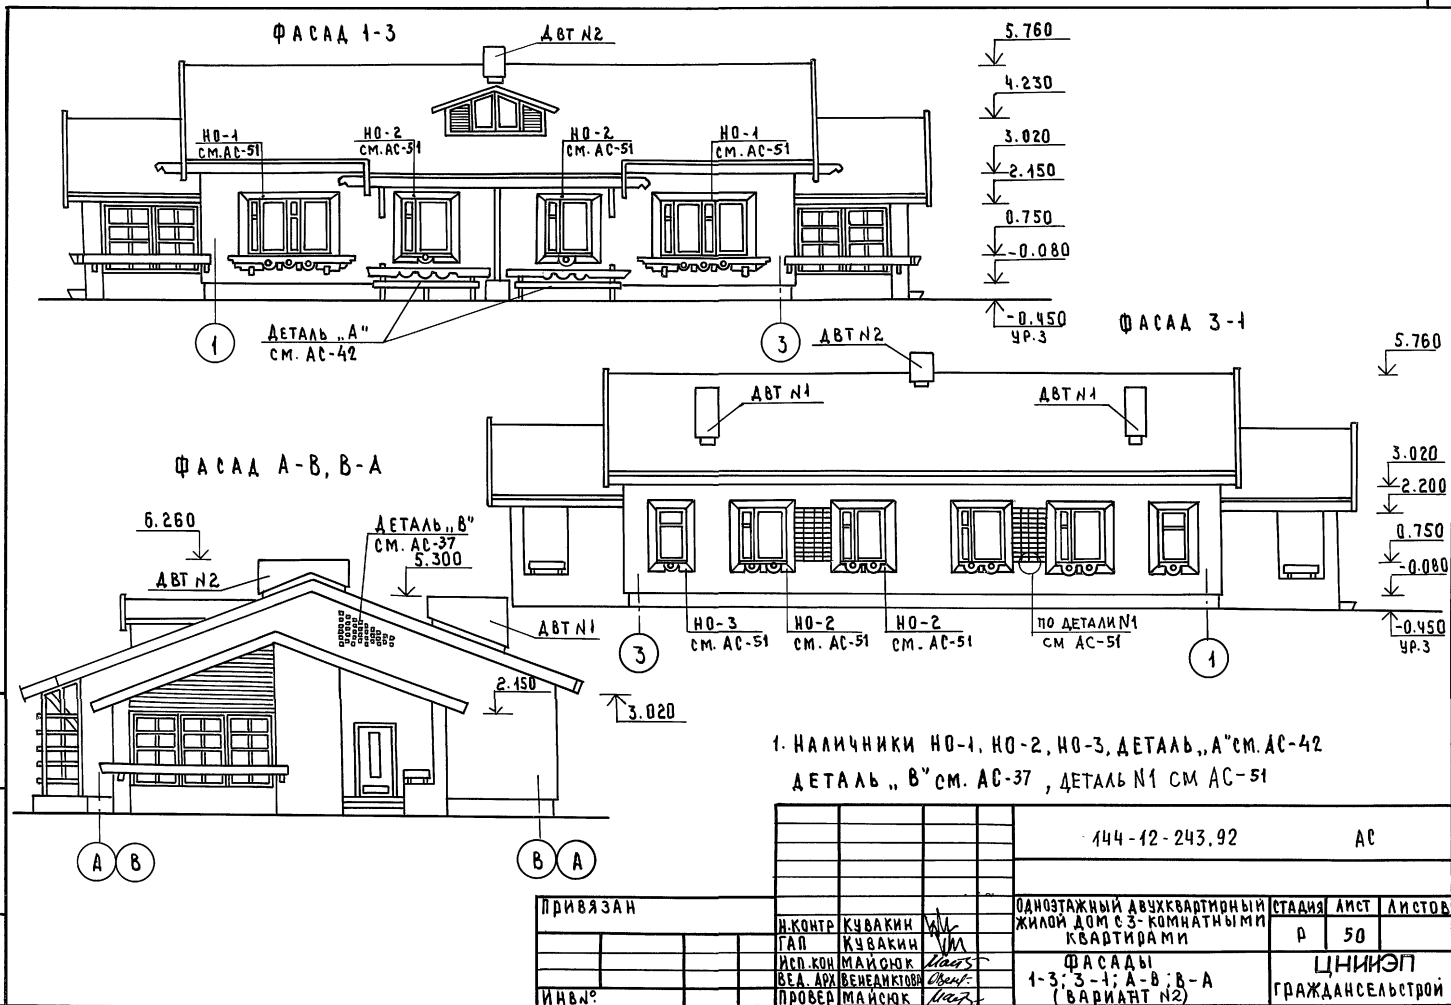 ФАСАД 1-3
ДВТ N2
5.760
4.230
3.020
2.150
0.750
-0.080
-0.450
УР.3
НО-1
СМ.АС-51
НО-2
СМ.АС-51
НО-2
СМ.АС-51
НО-1
СМ.АС-51
ДЕТАЛЬ „А"
СМ. АС-42
1
3
ФАСАД 3-1
ДВТ N2
ДВТ N1
ДВТ N1
5.760
3.020
2.200
0.750
-0.080
-0.450
УР.3
НО-3
СМ. АС-51
НО-2
СМ. АС-51
НО-2
СМ. АС-51
ПО ДЕТАЛИ N1
СМ АС-51
3
1
ФАСАД А-В, В-А
6.260
ДВТ N2
ДЕТАЛЬ „В"
СМ. АС-37
5.300
ДВТ N1
2.150
3.020
А В
В А
1. НАЛИЧНИКИ НО-1, НО-2, НО-3, ДЕТАЛЬ „А" СМ. АС-42
ДЕТАЛЬ „В" СМ. АС-37, ДЕТАЛЬ N1 СМ АС-51
144-12-243.92 АС
ПРИВЯЗАН
ИНВ№
Н.КОНТР КУВАКИН
ГАП КУВАКИН
ИСП.КОН МАЙСЮК
ВЕД. АРХ ВЕНЕДИКТОВА
ПРОВЕР МАЙСЮК
ОДНОЭТАЖНЫЙ ДВУХКВАРТИРНЫЙ
ЖИЛОЙ ДОМ С 3-КОМНАТНЫМИ
КВАРТИРАМИ
СТАДИЯ ЛИСТ ЛИСТОВ
Р 50
ФАСАДЫ
1-3; 3-1; А-В; В-А
(ВАРИАНТ N2)
ЦНИИЭП
ГРАЖДАНСЕЛЬСТРОЙ